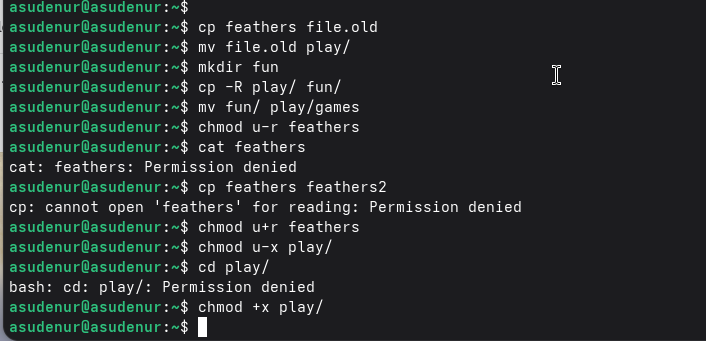 asudenur@asudenur:~$
asudenur@asudenur:~$ cp feathers file.old
asudenur@asudenur:~$ mv file.old play/
asudenur@asudenur:~$ mkdir fun
asudenur@asudenur:~$ cp -R play/ fun/
asudenur@asudenur:~$ mv fun/ play/games
asudenur@asudenur:~$ chmod u-r feathers
asudenur@asudenur:~$ cat feathers
cat: feathers: Permission denied
asudenur@asudenur:~$ cp feathers feathers2
cp: cannot open 'feathers' for reading: Permission denied
asudenur@asudenur:~$ chmod u+r feathers
asudenur@asudenur:~$ chmod u-x play/
asudenur@asudenur:~$ cd play/
bash: cd: play/: Permission denied
asudenur@asudenur:~$ chmod +x play/
asudenur@asudenur:~$